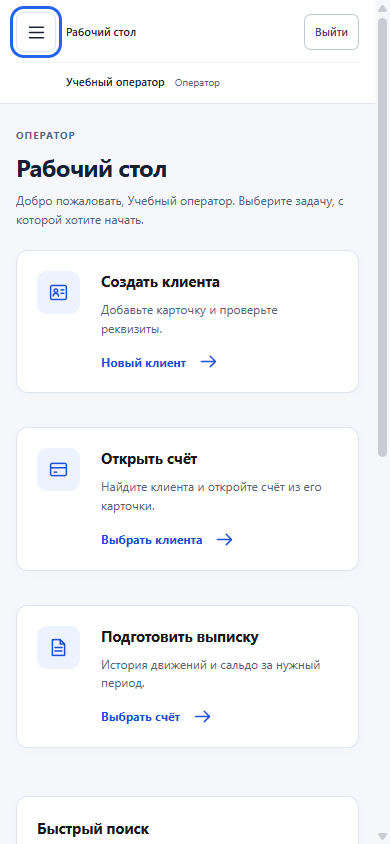 Рабочий стол
Выйти
Учебный оператор Оператор
ОПЕРАТОР
Рабочий стол
Добро пожаловать, Учебный оператор. Выберите задачу, с
которой хотите начать.
Создать клиента
Добавьте карточку и проверьте
реквизиты.
Новый клиент
Открыть счёт
Найдите клиента и откройте счёт из его
карточки.
Выбрать клиента
Подготовить выписку
История движений и сальдо за нужный
период.
Выбрать счёт
Быстрый поиск